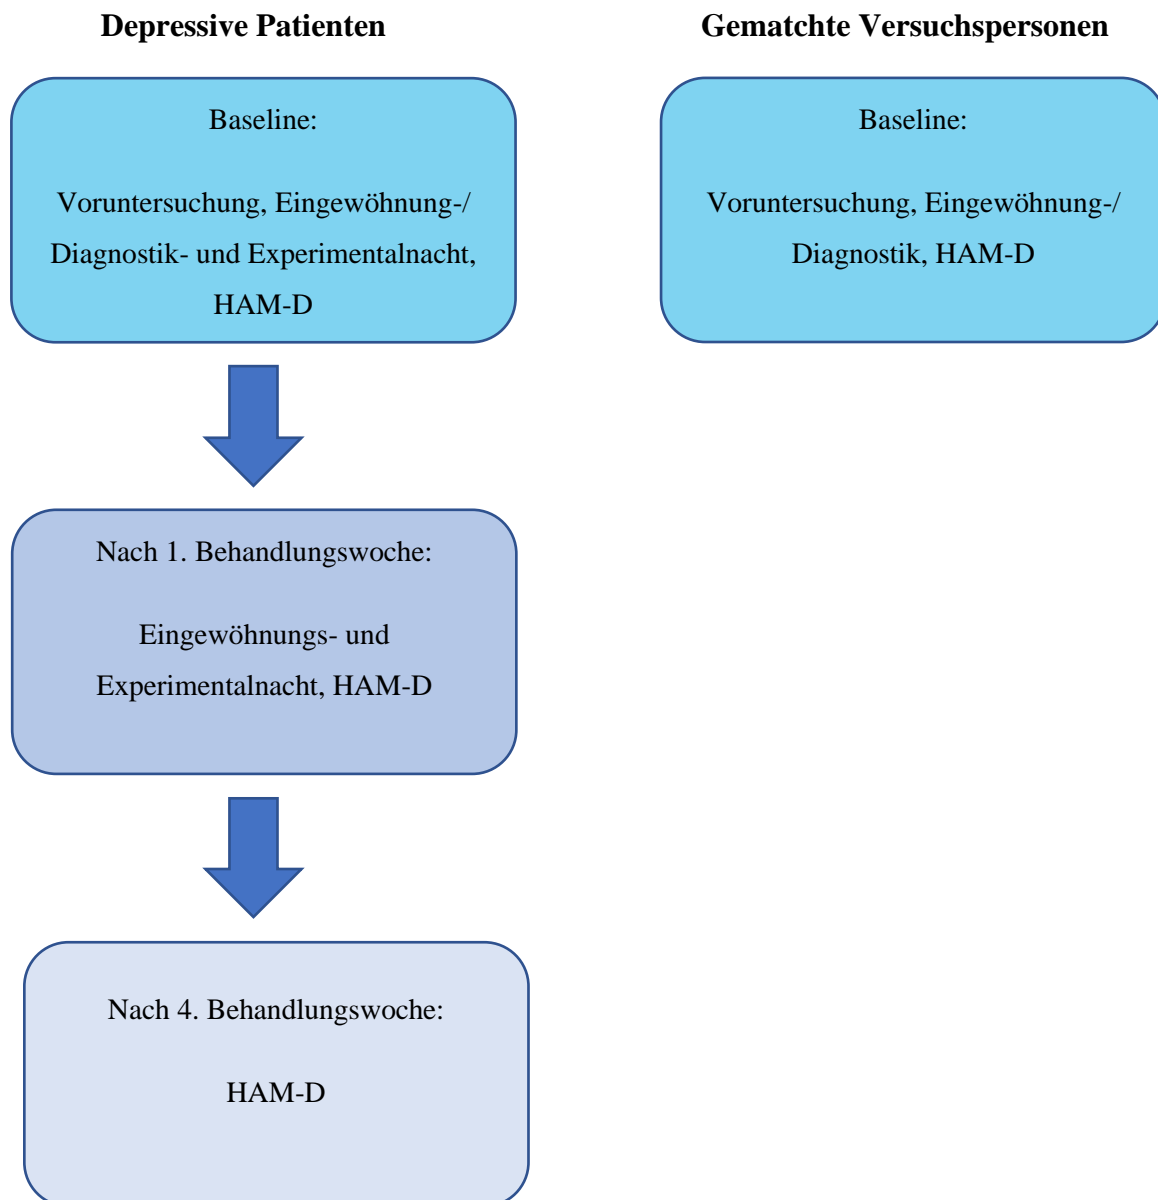 Depressive Patienten
Gematchte Versuchspersonen
Baseline:
Voruntersuchung, Eingewöhnung-/
Diagnostik- und Experimentalnacht,
HAM-D
Baseline:
Voruntersuchung, Eingewöhnung-/
Diagnostik, HAM-D
Nach 1. Behandlungswoche:
Eingewöhnungs- und
Experimentalnacht, HAM-D
Nach 4. Behandlungswoche:
HAM-D